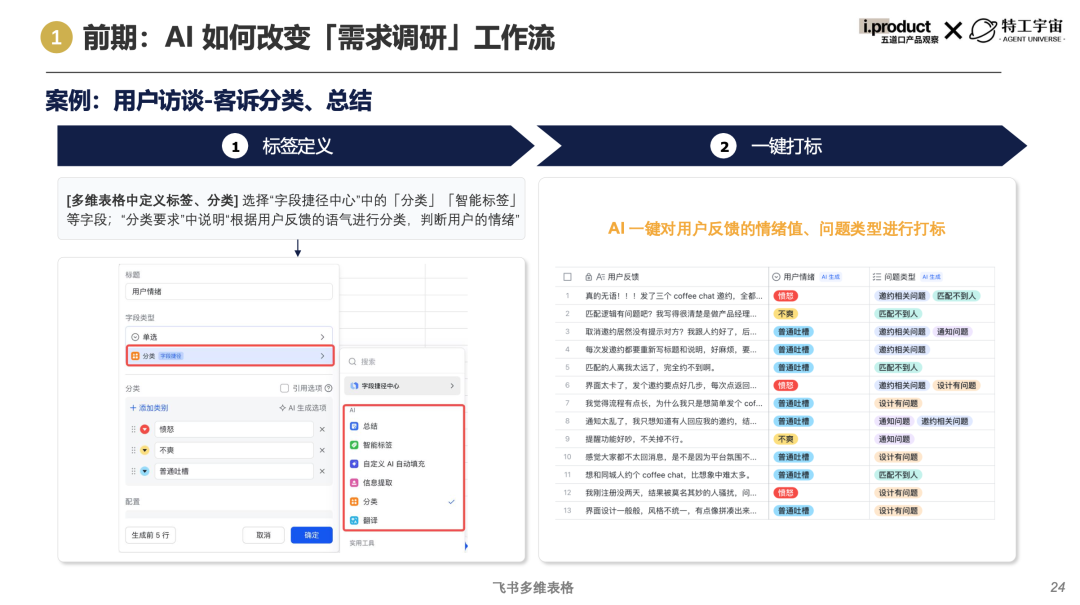 1 前期：AI 如何改变「需求调研」工作流
i.product
五道口产品观察
特工宇宙
·AGENT UNIVERSE·
案例：用户访谈-客诉分类、总结
1 标签定义
2 一键打标
[多维表格中定义标签、分类] 选择“字段捷径中心”中的「分类」「智能标签」
等字段；“分类要求”中说明“根据用户反馈的语气进行分类，判断用户的情绪”
标题
用户情绪
字段类型
单选
分类 字段捷径
分类 引用选项
+ 添加类别 AI 生成选项
愤怒
不爽
普通吐槽
配置
生成前 5 行 取消 确定
搜索
字段捷径中心
AI
总结
智能标签
自定义 AI 自动填充
信息提取
分类
翻译
实用工具
AI 一键对用户反馈的情绪值、问题类型进行打标
用户反馈 用户情绪 AI 生成 问题类型 AI 生成
1 真的无语！！！发了三个 coffee chat 邀约，全都... 愤怒 邀约相关问题 匹配不到人
2 匹配逻辑有问题吧？我写得很清楚是做产品经理... 不爽 匹配不到人
3 取消邀约居然没有提示对方？我跟人约好了，后... 普通吐槽 邀约相关问题 通知问题
4 每次发邀约都要重新写标题和说明，好麻烦，要... 普通吐槽 邀约相关问题
5 匹配的人离我太远了，完全约不到啊。 普通吐槽 匹配不到人
6 界面太卡了，发个邀约要点好几步，每次点返回... 愤怒 邀约相关问题 设计有问题
7 我觉得流程有点长，为什么我只是想简单发个 cof... 普通吐槽 设计有问题
8 通知太乱了，我只想知道有人回应我的邀约，结... 普通吐槽 通知问题 邀约相关问题
9 提醒功能好吵，不关掉不行。 不爽 通知问题
10 感觉大家都不太回消息，是不是因为平台氛围不... 普通吐槽 设计有问题
11 想和同城人约个 coffee chat，比想象中难太多。 普通吐槽 匹配不到人
12 我刚注册没两天，结果被莫名其妙的人骚扰，问... 愤怒 设计有问题
13 界面设计一般般，风格不统一，有点像拼凑出来... 普通吐槽 设计有问题
飞书多维表格
24